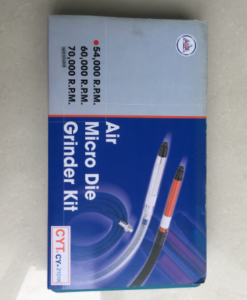 54,000 R.P.M.
60,000 R.P.M.
70,000 R.P.M.
Air
Micro Die
Grinder Kit
CYT